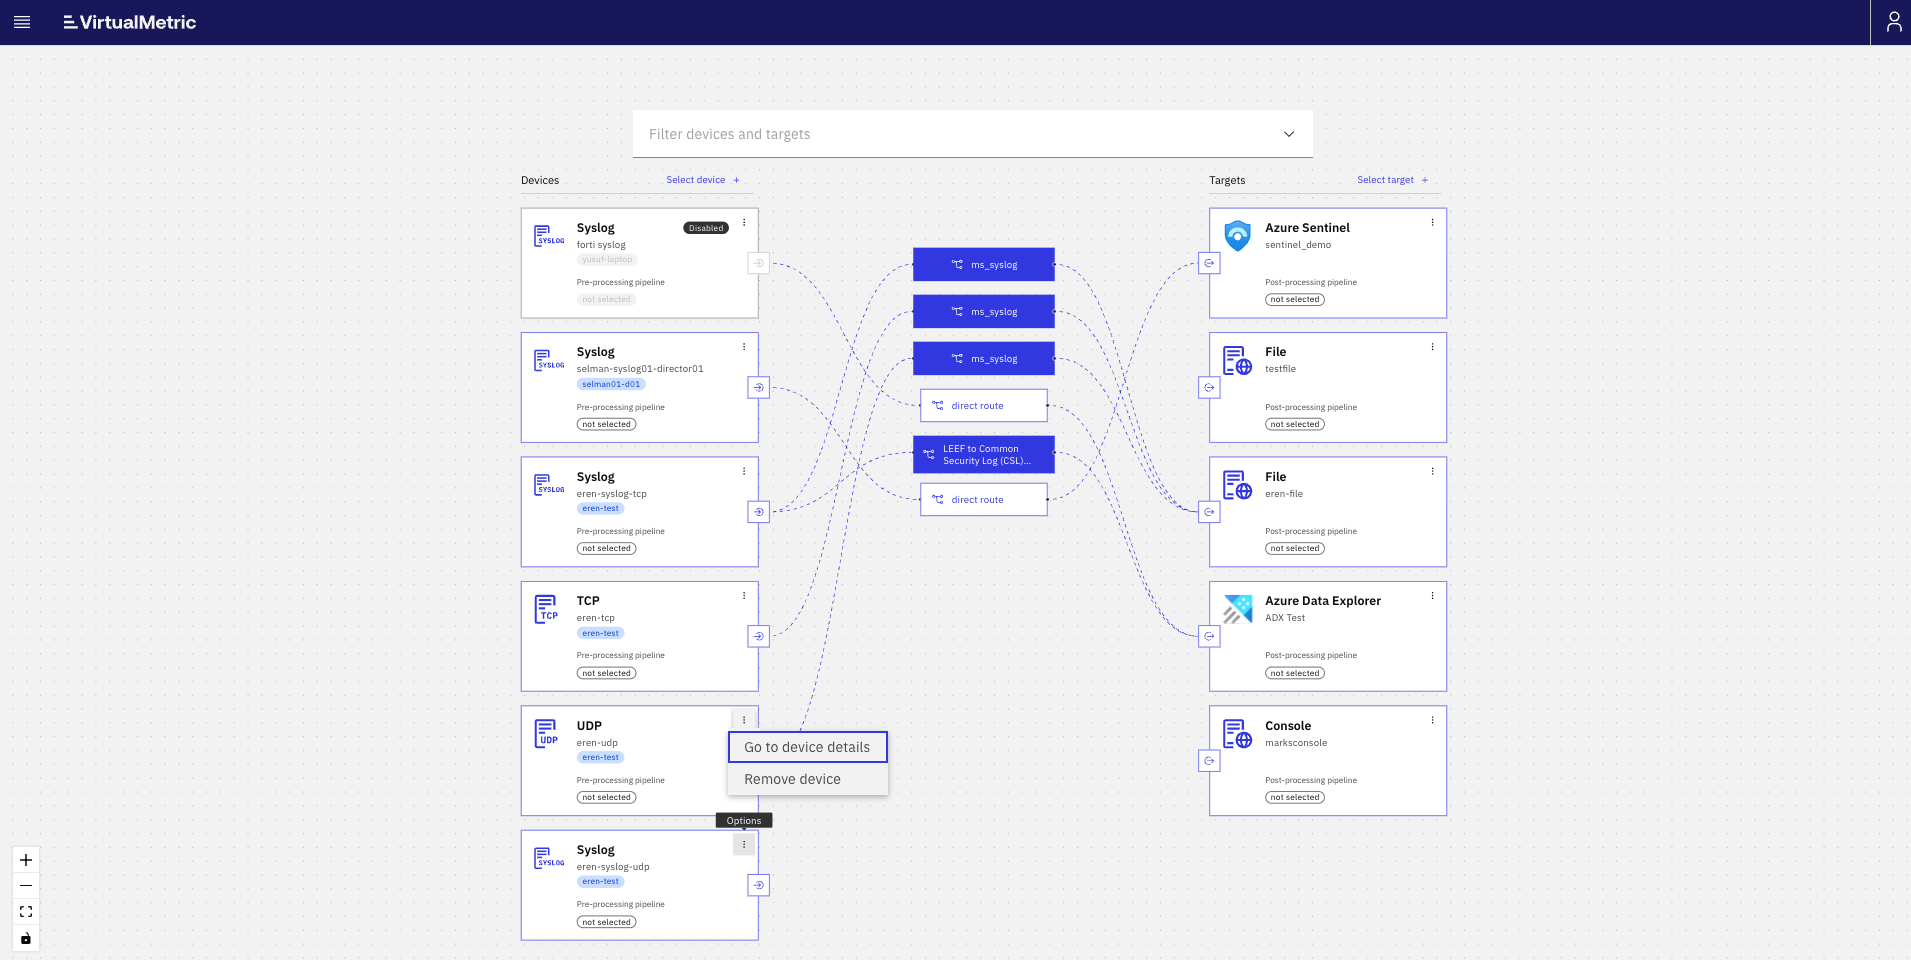 VirtualMetric
Filter devices and targets
Devices
Select device +
Targets
Select target +
Syslog
Disabled
forti syslog
yusuf-laptop
Pre-processing pipeline
not selected
SYSLOG
Syslog
selman-syslog01-director01
selman01-d01
Pre-processing pipeline
not selected
SYSLOG
Syslog
eren-syslog-tcp
eren-test
Pre-processing pipeline
not selected
SYSLOG
TCP
eren-tcp
eren-test
Pre-processing pipeline
not selected
TCP
UDP
eren-udp
eren-test
Pre-processing pipeline
not selected
UDP
Go to device details
Remove device
Options
Syslog
eren-syslog-udp
eren-test
Pre-processing pipeline
not selected
SYSLOG
ms_syslog
ms_syslog
ms_syslog
direct route
LEEF to Common
Security Log (CSL)...
direct route
Azure Sentinel
sentinel_demo
Post-processing pipeline
not selected
File
testfile
Post-processing pipeline
not selected
File
eren-file
Post-processing pipeline
not selected
Azure Data Explorer
ADX Test
Post-processing pipeline
not selected
Console
marksconsole
Post-processing pipeline
not selected